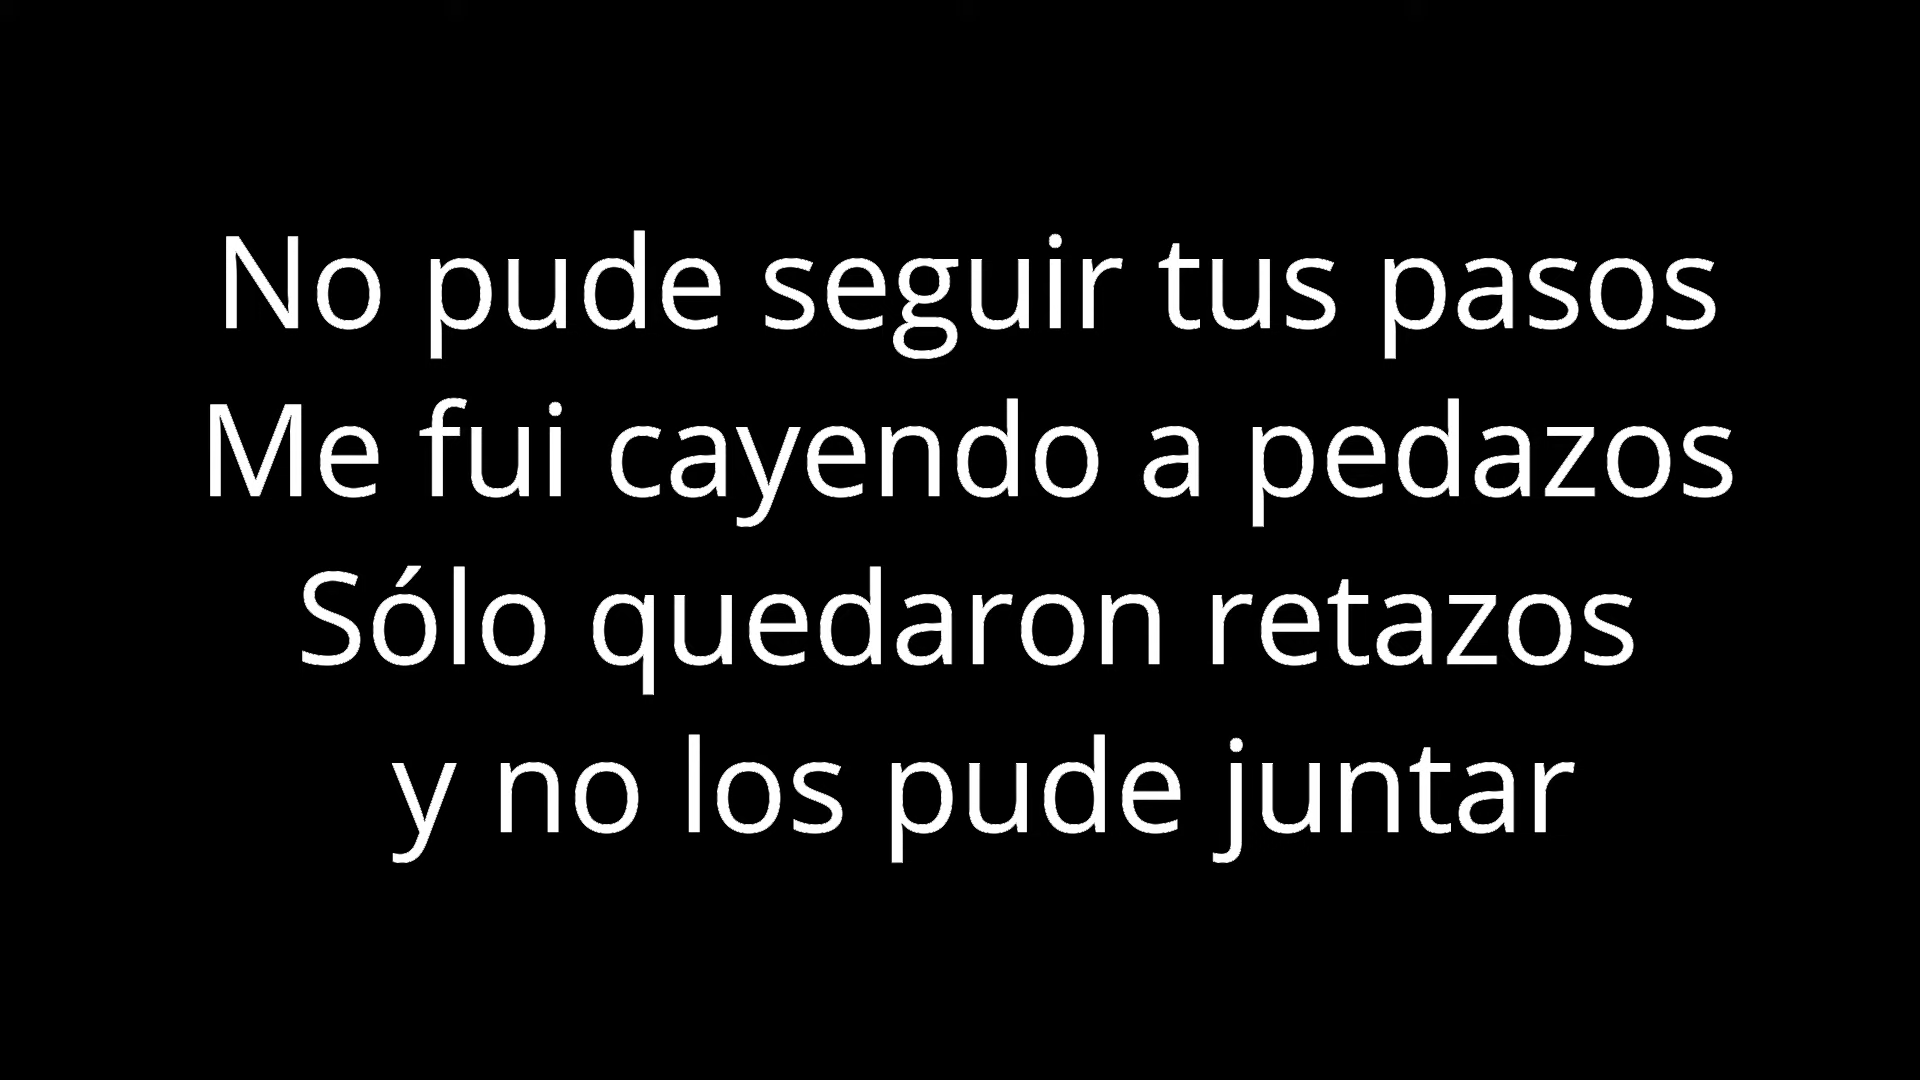 No pude seguir tus pasos
Me fui cayendo a pedazos
Sólo quedaron retazos
y no los pude juntar